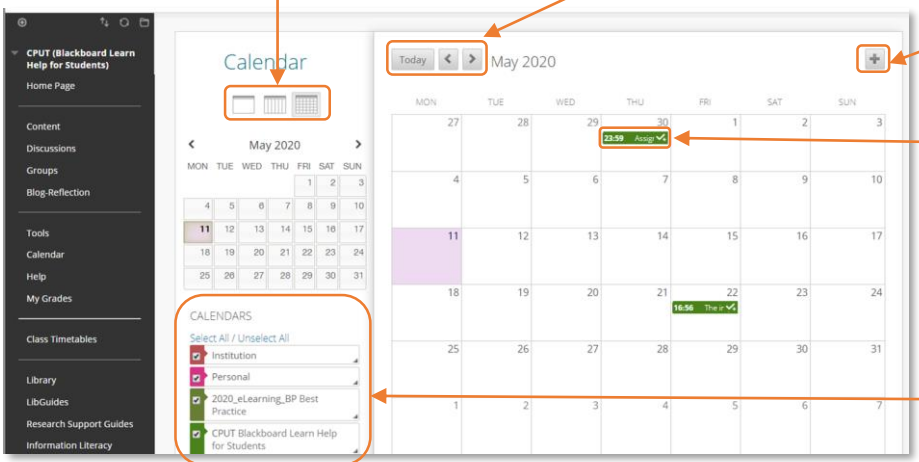 CPUT (Blackboard Learn
Help for Students)
Home Page
Content
Discussions
Groups
Blog-Reflection
Tools
Calendar
Help
My Grades
Class Timetables
Library
LibGuides
Research Support Guides
Information Literacy
Calendar
May 2020
MON TUE WED THU FRI SAT SUN
1 2 3
4 5 6 7 8 9 10
11 12 13 14 15 16 17
18 19 20 21 22 23 24
25 26 27 28 29 30 31
CALENDARS
Select All / Unselect All
Institution
Personal
2020_eLearning_BP Best
Practice
CPUT Blackboard Learn Help
for Students
Today May 2020
MON TUE WED THU FRI SAT SUN
27 28 29 30 1 2 3
23:59 Assig
4 5 6 7 8 9 10
11 12 13 14 15 16 17
18 19 20 21 22 23 24
16:56 The ir
25 26 27 28 29 30 31
1 2 3 4 5 6 7